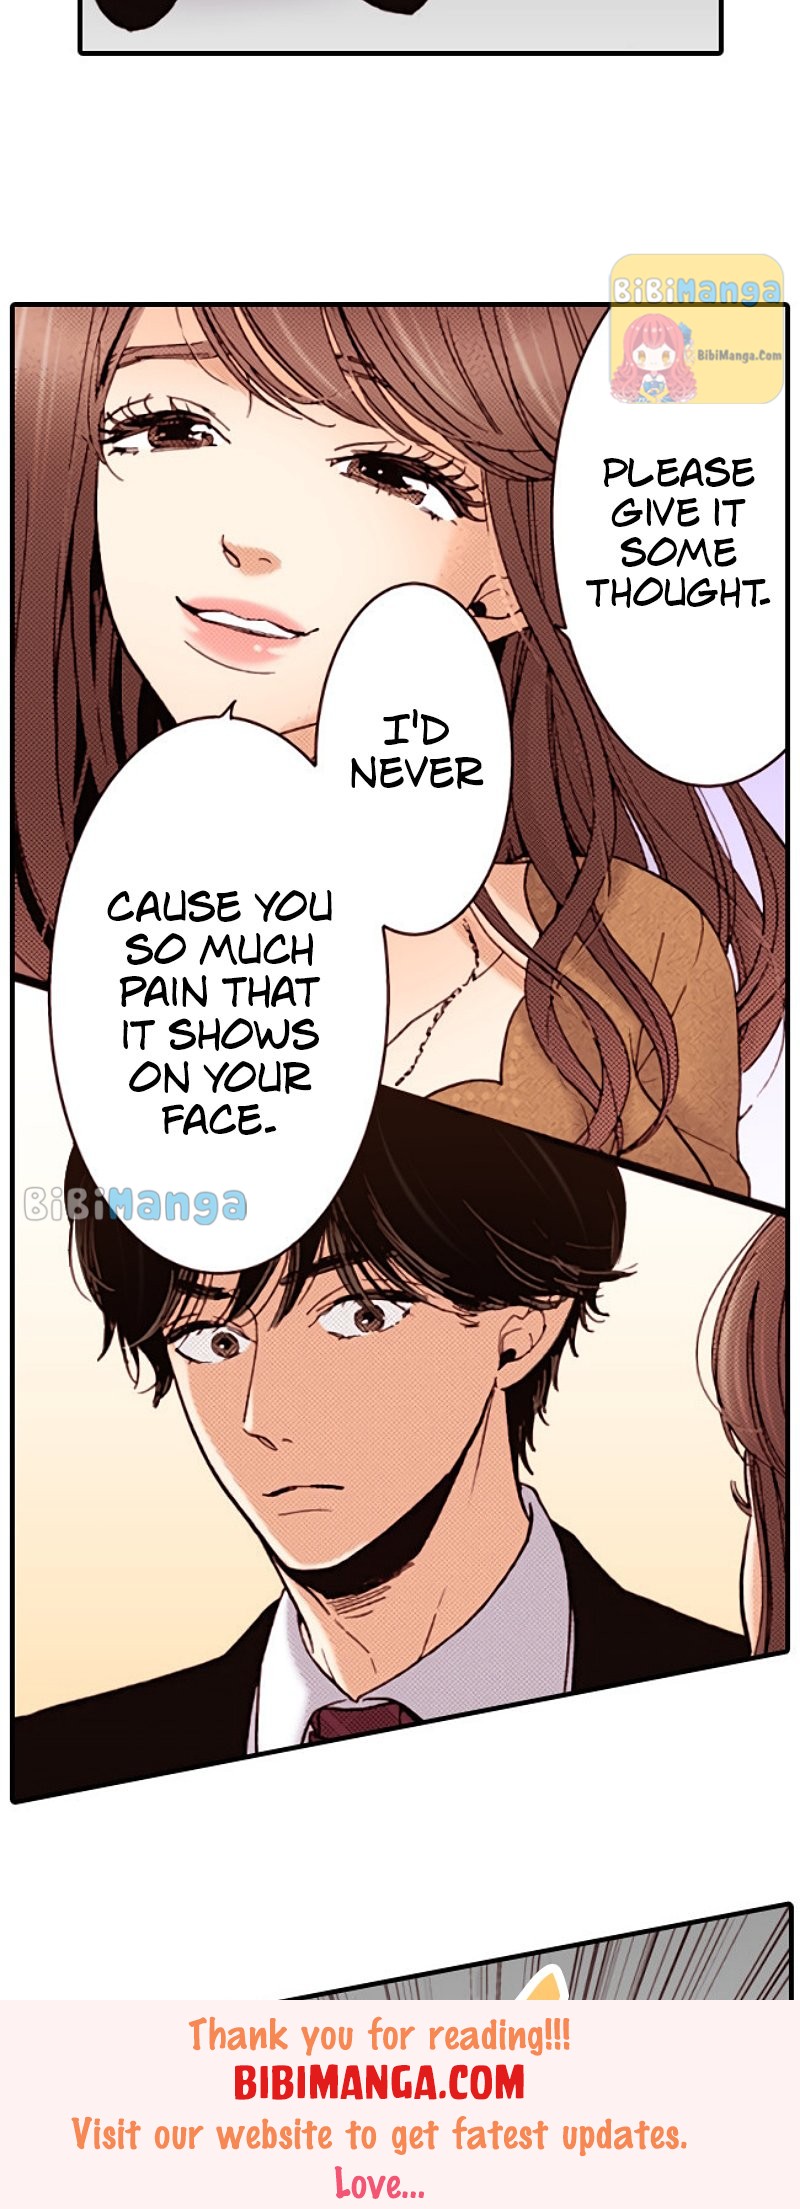 BiBiManga
BibiManga.Com
PLEASE
GIVE IT
SOME
THOUGHT.
I'D
NEVER
CAUSE YOU
SO MUCH
PAIN THAT
IT SHOWS
ON YOUR
FACE.
BiBiManga
Thank you for reading!!!
BIBIMANGA.COM
Visit our website to get fatest updates.
Love...